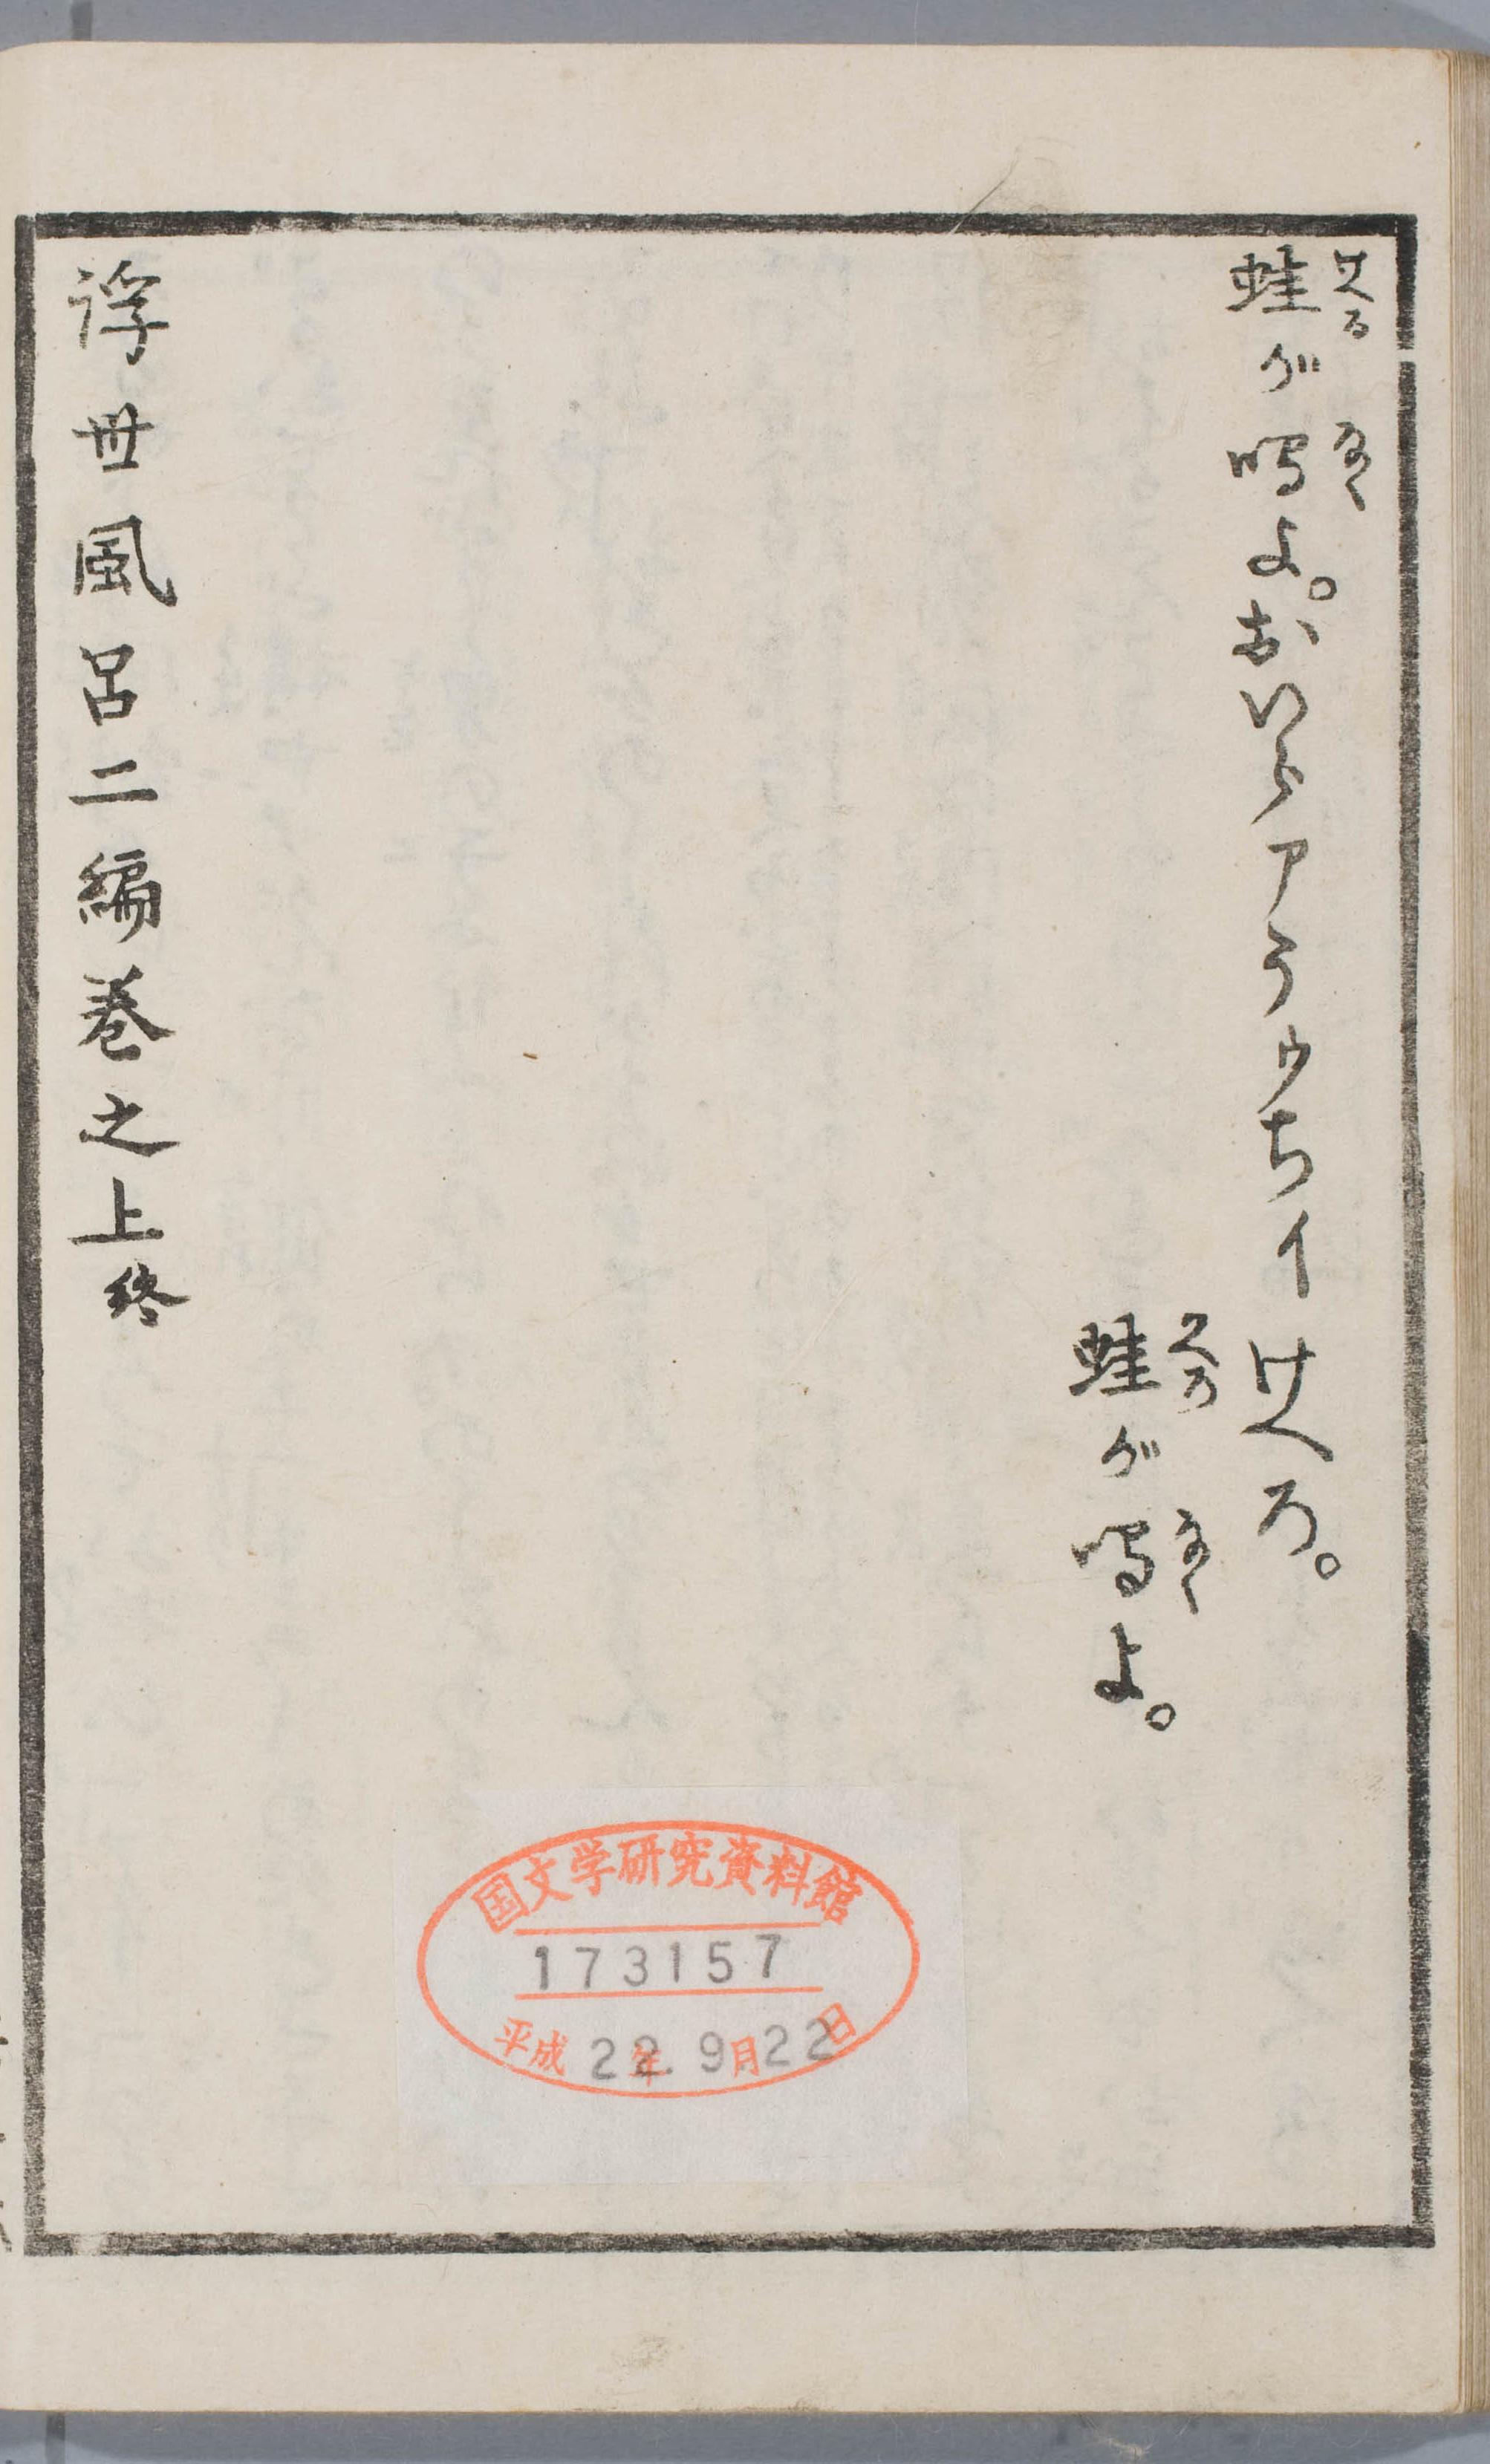 蛙が鳴よ。おいらアうゥちイけへろ。
蛙が鳴よ。
浮世風呂二編巻之上終
国文学研究資料館
173157
平成22年.9月22日